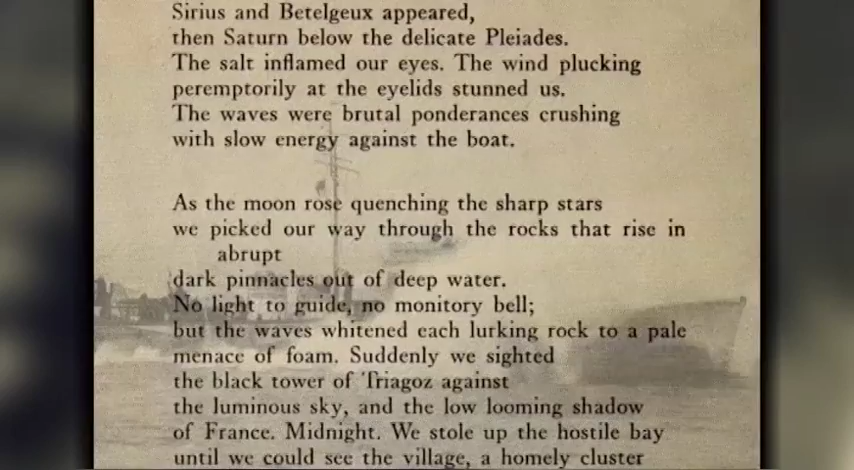 Sirius and Betelgeux appeared,
then Saturn below the delicate Pleiades.
The salt inflamed our eyes. The wind plucking
peremptorily at the eyelids stunned us.
The waves were brutal ponderances crushing
with slow energy against the boat.
As the moon rose quenching the sharp stars
we picked our way through the rocks that rise in
abrupt
dark pinnacles out of deep water.
No light to guide, no monitory bell;
but the waves whitened each lurking rock to a pale
menace of foam. Suddenly we sighted
the black tower of Triagoz against
the luminous sky, and the low looming shadow
of France. Midnight. We stole up the hostile bay
until we could see the village, a homely cluster